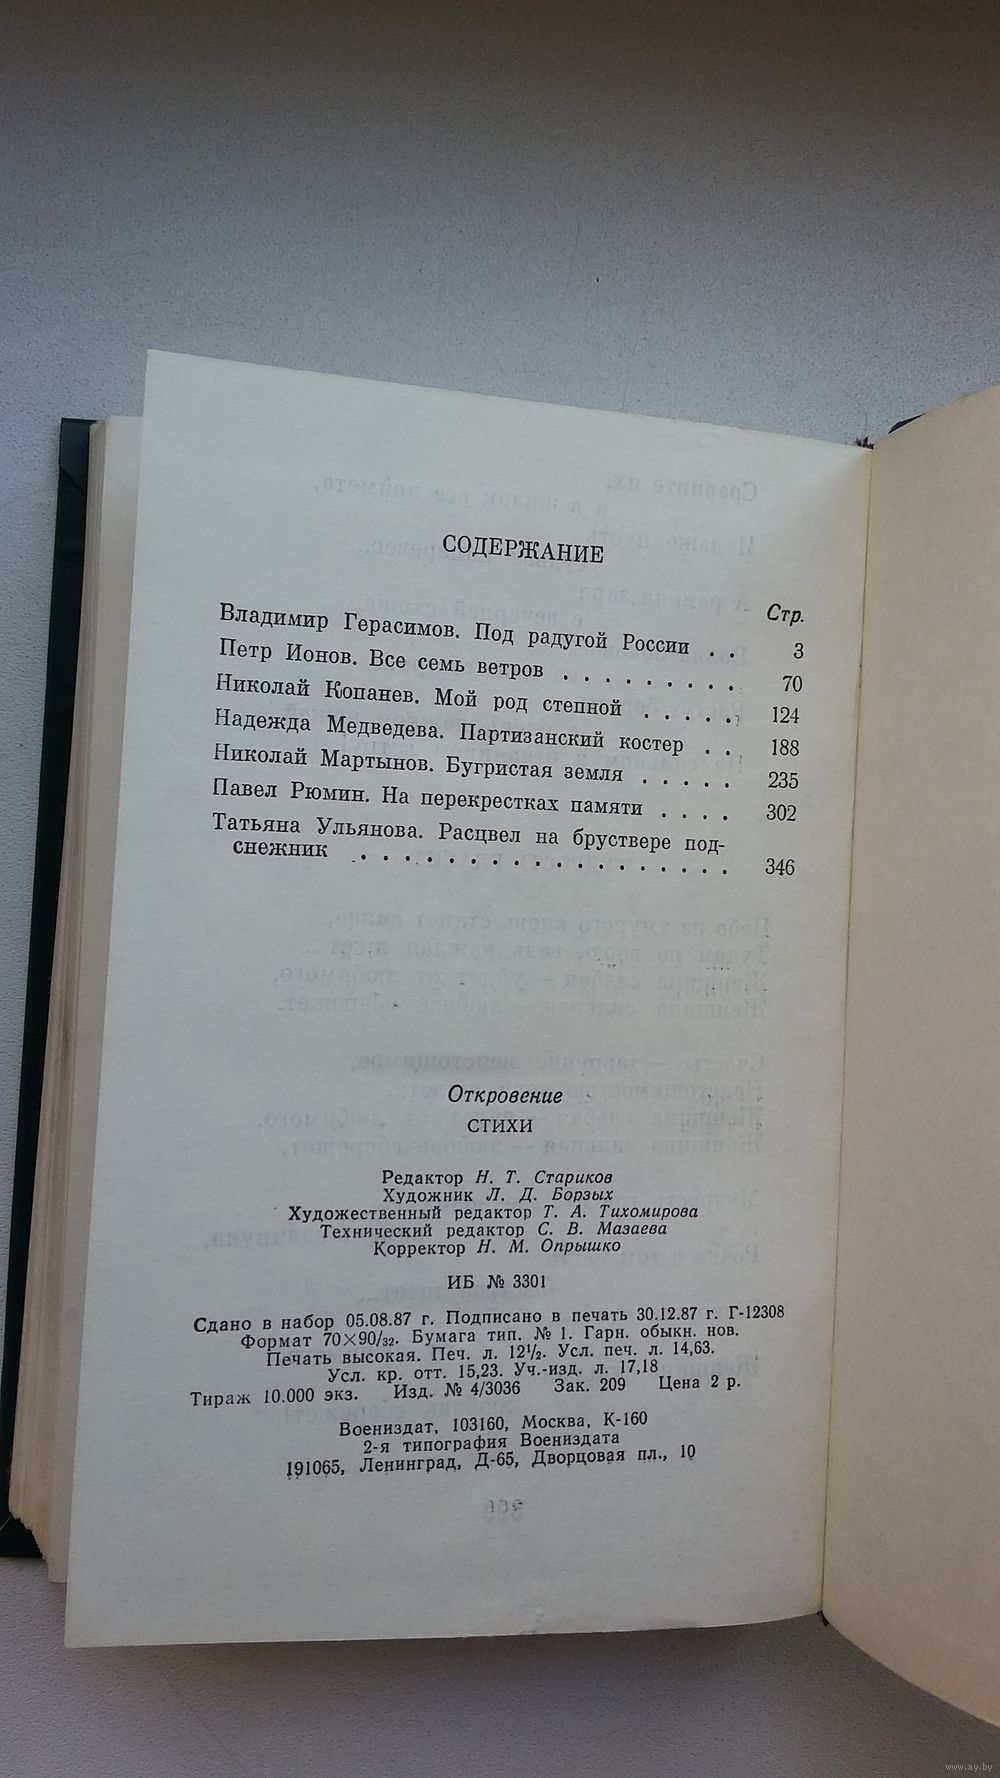 СОДЕРЖАНИЕ
Стр.
Владимир Герасимов. Под радугой России . . 3
Петр Ионов. Все семь ветров . . . . . . . . . 70
Николай Копанев. Мой род степной . . . . . 124
Надежда Медведева. Партизанский костер . . 188
Николай Мартынов. Бугристая земля . . . . . 235
Павел Рюмин. На перекрестках памяти . . . . 302
Татьяна Ульянова. Расцвел на бруствере под-
снежник . . . . . . . . . . . . . . . . . . 346
Откровение
СТИХИ
Редактор Н. Т. Стариков
Художник Л. Д. Борзых
Художественный редактор Т. А. Тихомирова
Технический редактор С. В. Мазаева
Корректор Н. М. Опрышко
ИБ № 3301
Сдано в набор 05.08.87 г. Подписано в печать 30.12.87 г. Г-12308
Формат 70×90/32. Бумага тип. № 1. Гарн. обыкн. нов.
Печать высокая. Печ. л. 12½. Усл. печ. л. 14,63.
Усл. кр. отт. 15,23. Уч.-изд. л. 17,18
Тираж 10.000 экз. Изд. № 4/3036 Зак. 209 Цена 2 р.
Воениздат, 103160, Москва, К-160
2-я типография Воениздата
191065, Ленинград, Д-65, Дворцовая пл., 10
www.ay.by